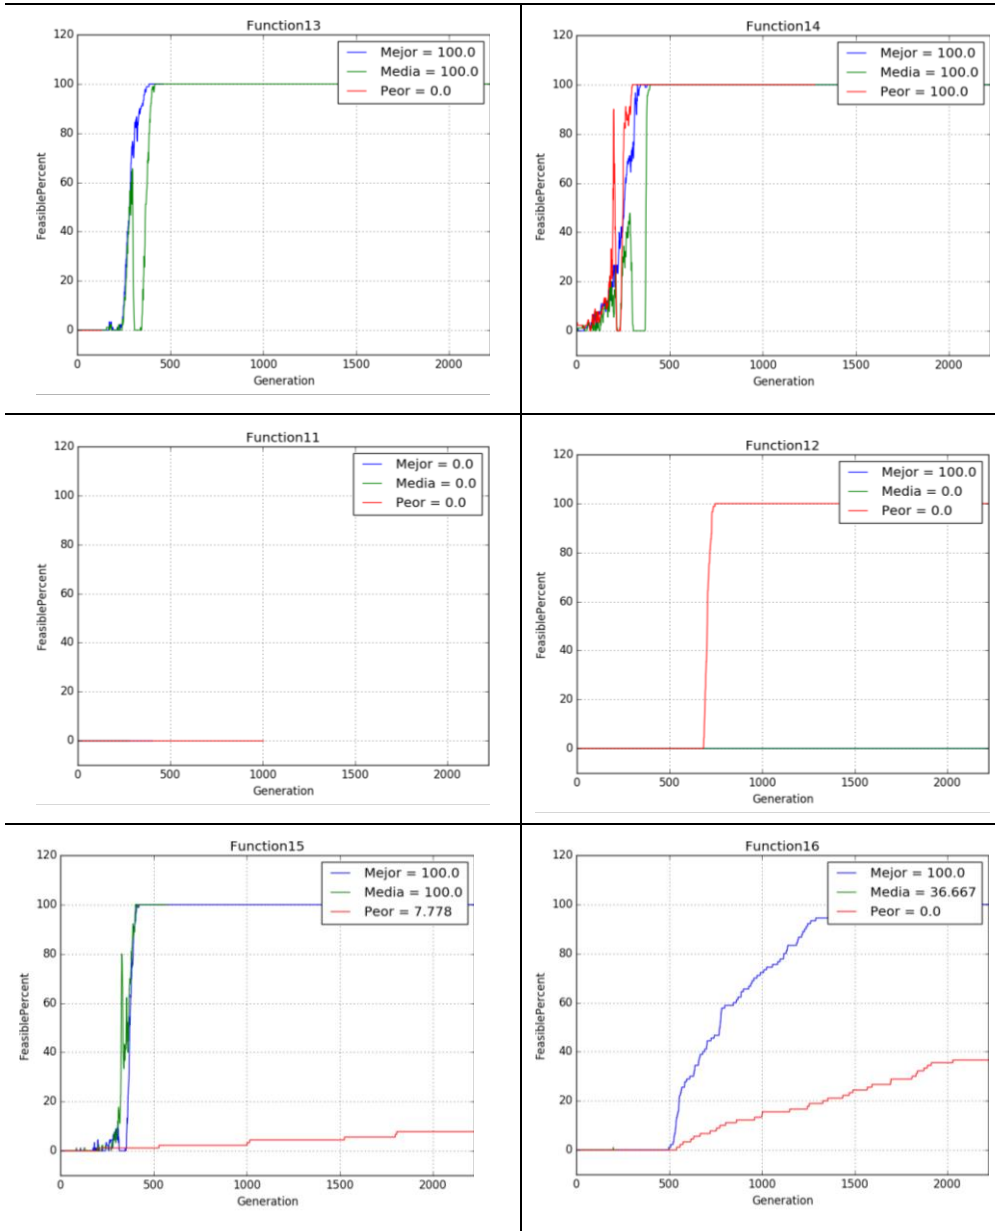 Function13
120
100
80
60
40
20
0
FeasiblePercent
Mejor = 100.0
Media = 100.0
Peor = 0.0
0 500 1000 1500 2000
Generation
Function14
120
100
80
60
40
20
0
FeasiblePercent
Mejor = 100.0
Media = 100.0
Peor = 100.0
0 500 1000 1500 2000
Generation
Function11
120
100
80
60
40
20
0
FeasiblePercent
Mejor = 0.0
Media = 0.0
Peor = 0.0
0 500 1000 1500 2000
Generation
Function12
120
100
80
60
40
20
0
FeasiblePercent
Mejor = 100.0
Media = 0.0
Peor = 0.0
0 500 1000 1500 2000
Generation
Function15
120
100
80
60
40
20
0
FeasiblePercent
Mejor = 100.0
Media = 100.0
Peor = 7.778
0 500 1000 1500 2000
Generation
Function16
120
100
80
60
40
20
0
FeasiblePercent
Mejor = 100.0
Media = 36.667
Peor = 0.0
0 500 1000 1500 2000
Generation